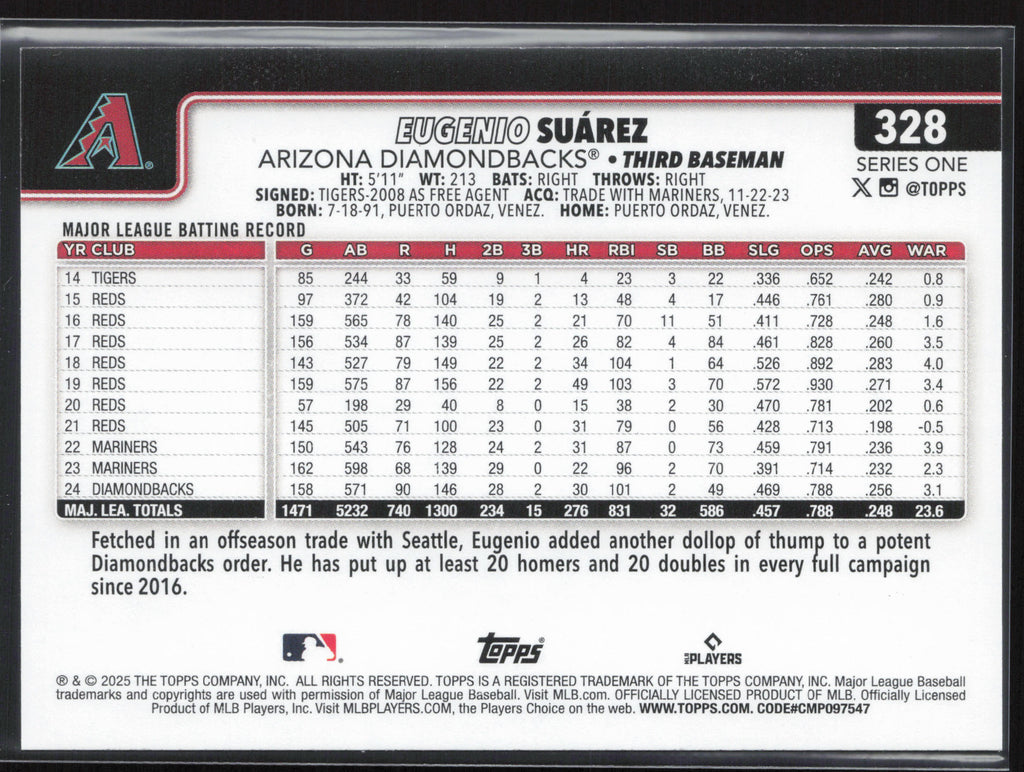 A
EUGENIO SUÁREZ
328
ARIZONA DIAMONDBACKS® • THIRD BASEMAN
SERIES ONE
HT: 5'11" WT: 213 BATS: RIGHT THROWS: RIGHT
X @TOPPS
SIGNED: TIGERS-2008 AS FREE AGENT ACQ: TRADE WITH MARINERS, 11-22-23
BORN: 7-18-91, PUERTO ORDAZ, VENEZ. HOME: PUERTO ORDAZ, VENEZ.
MAJOR LEAGUE BATTING RECORD
YR CLUB G AB R H 2B 3B HR RBI SB BB SLG OPS AVG WAR
14 TIGERS 85 244 33 59 9 1 4 23 3 22 .336 .652 .242 0.8
15 REDS 97 372 42 104 19 2 13 48 4 17 .446 .761 .280 0.9
16 REDS 159 565 78 140 25 2 21 70 11 51 .411 .728 .248 1.6
17 REDS 156 534 87 139 25 2 26 82 4 84 .461 .828 .260 3.5
18 REDS 143 527 79 149 22 2 34 104 1 64 .526 .892 .283 4.0
19 REDS 159 575 87 156 22 2 49 103 3 70 .572 .930 .271 3.4
20 REDS 57 198 29 40 8 0 15 38 2 30 .470 .781 .202 0.6
21 REDS 145 505 71 100 23 0 31 79 0 56 .428 .713 .198 -0.5
22 MARINERS 150 543 76 128 24 2 31 87 0 73 .459 .791 .236 3.9
23 MARINERS 162 598 68 139 29 0 22 96 2 70 .391 .714 .232 2.3
24 DIAMONDBACKS 158 571 90 146 28 2 30 101 2 49 .469 .788 .256 3.1
MAJ. LEA. TOTALS 1471 5232 740 1300 234 15 276 831 32 586 .457 .788 .248 23.6
Fetched in an offseason trade with Seattle, Eugenio added another dollop of thump to a potent
Diamondbacks order. He has put up at least 20 homers and 20 doubles in every full campaign
since 2016.
topps®
MLB PLAYERS
® & © 2025 THE TOPPS COMPANY, INC. ALL RIGHTS RESERVED. TOPPS IS A REGISTERED TRADEMARK OF THE TOPPS COMPANY, INC. Major League Baseball
trademarks and copyrights are used with permission of Major League Baseball. Visit MLB.com. OFFICIALLY LICENSED PRODUCT OF MLB. Officially Licensed
Product of MLB Players, Inc. Visit MLBPLAYERS.COM, the Players Choice on the web. WWW.TOPPS.COM. CODE#CMP097547